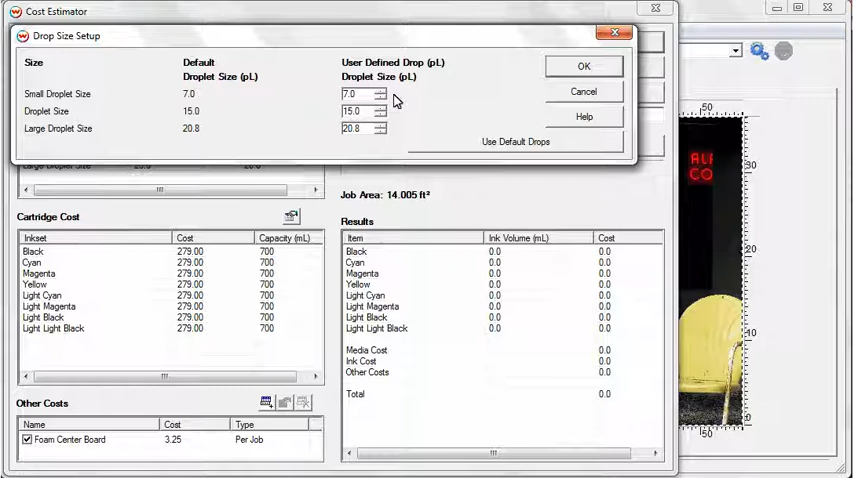 Cost Estimator
Drop Size Setup
Size Default User Defined Drop (pL)
Droplet Size (pL) Droplet Size (pL)
Small Droplet Size 7.0 7.0
Droplet Size 15.0 15.0
Large Droplet Size 20.8 20.8
OK
Cancel
Help
Use Default Drops
Large Droplet Size
Job Area: 14.005 ft²
Cartridge Cost
Inkset Cost Capacity (mL)
Black 279.00 700
Cyan 279.00 700
Magenta 279.00 700
Yellow 279.00 700
Light Cyan 279.00 700
Light Magenta 279.00 700
Light Black 279.00 700
Light Light Black 279.00 700
Other Costs
Name Cost Type
Foam Center Board 3.25 Per Job
Results
Item Ink Volume (mL) Cost
Black 0.0 0.0
Cyan 0.0 0.0
Magenta 0.0 0.0
Yellow 0.0 0.0
Light Cyan 0.0 0.0
Light Magenta 0.0 0.0
Light Black 0.0 0.0
Light Light Black 0.0 0.0
Media Cost 0.0
Ink Cost 0.0
Other Costs 0.0
Total 0.0
50
30
20
10
0
50
CO